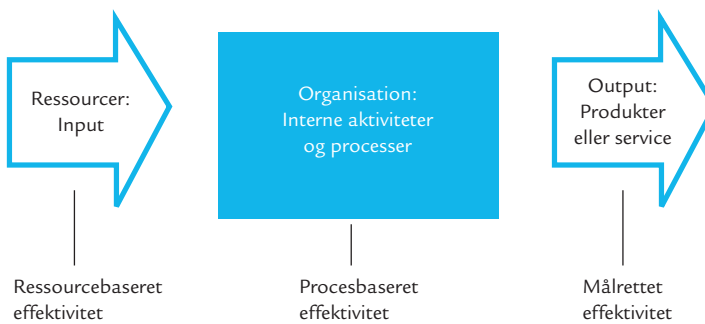 Ressourcer:
Input
Organisation:
Interne aktiviteter
og processer
Output:
Produkter
eller service
Ressourcebaseret
effektivitet
Procesbaseret
effektivitet
Målrettet
effektivitet